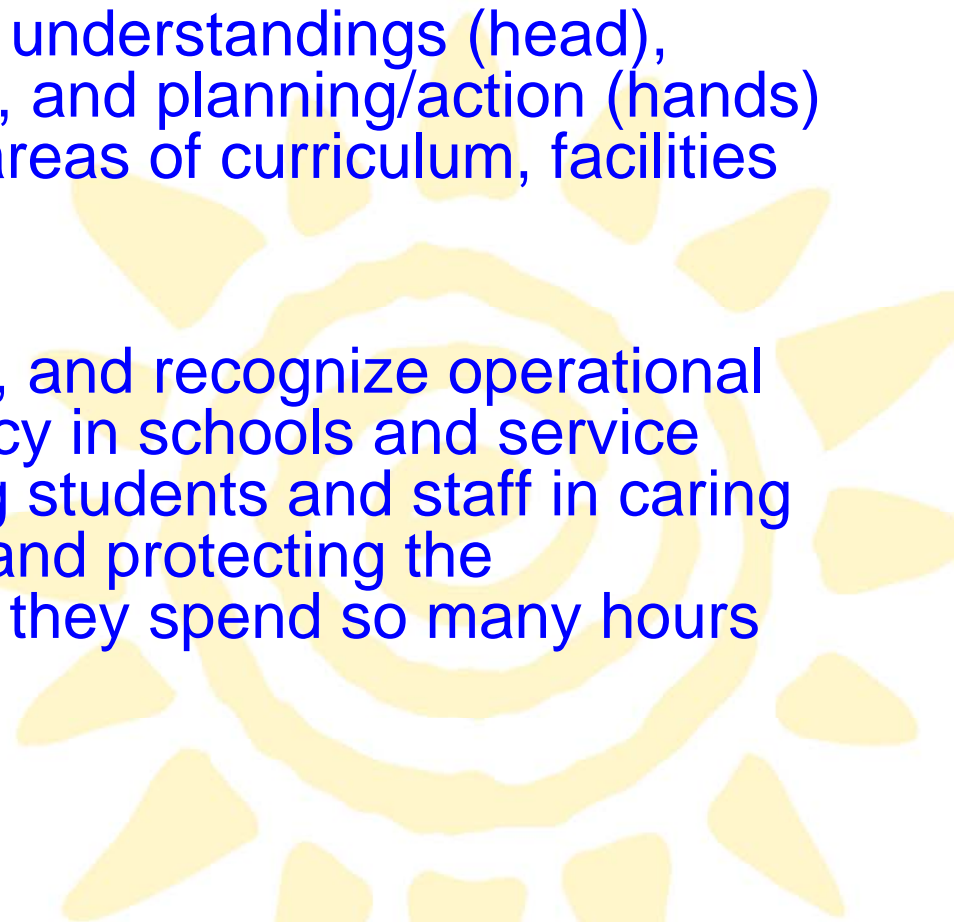 understandings (head),
, and planning/action (hands)
areas of curriculum, facilities
, and recognize operational
cy in schools and service
g students and staff in caring
and protecting the
they spend so many hours